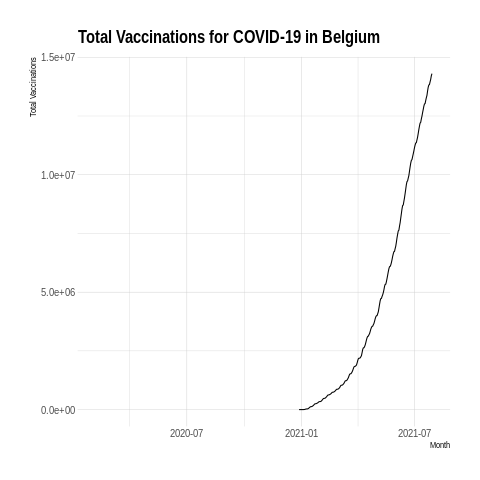 Total Vaccinations for COVID-19 in Belgium
Total Vaccinations
1.5e+07
1.0e+07
5.0e+06
0.0e+00
2020-07 2021-01 2021-07
Month